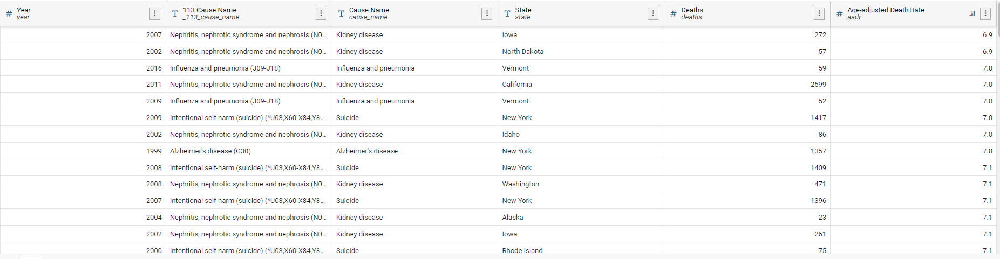 # Year T 113 Cause Name T Cause Name T State # Deaths # Age-adjusted Death Rate
year _113_cause_name cause_name state deaths aadr
2007 Nephritis, nephrotic syndrome and nephrosis (N0... Kidney disease Iowa 272 6.9
2002 Nephritis, nephrotic syndrome and nephrosis (N0... Kidney disease North Dakota 57 6.9
2016 Influenza and pneumonia (J09-J18) Influenza and pneumonia Vermont 59 7.0
2011 Nephritis, nephrotic syndrome and nephrosis (N0... Kidney disease California 2599 7.0
2009 Influenza and pneumonia (J09-J18) Influenza and pneumonia Vermont 52 7.0
2009 Intentional self-harm (suicide) (*U03,X60-X84,Y8... Suicide New York 1417 7.0
2002 Nephritis, nephrotic syndrome and nephrosis (N0... Kidney disease Idaho 86 7.0
1999 Alzheimer's disease (G30) Alzheimer's disease New York 1357 7.0
2008 Intentional self-harm (suicide) (*U03,X60-X84,Y8... Suicide New York 1409 7.1
2008 Nephritis, nephrotic syndrome and nephrosis (N0... Kidney disease Washington 471 7.1
2007 Intentional self-harm (suicide) (*U03,X60-X84,Y8... Suicide New York 1396 7.1
2004 Nephritis, nephrotic syndrome and nephrosis (N0... Kidney disease Alaska 23 7.1
2002 Nephritis, nephrotic syndrome and nephrosis (N0... Kidney disease Iowa 261 7.1
2000 Intentional self-harm (suicide) (*U03,X60-X84,Y8... Suicide Rhode Island 75 7.1